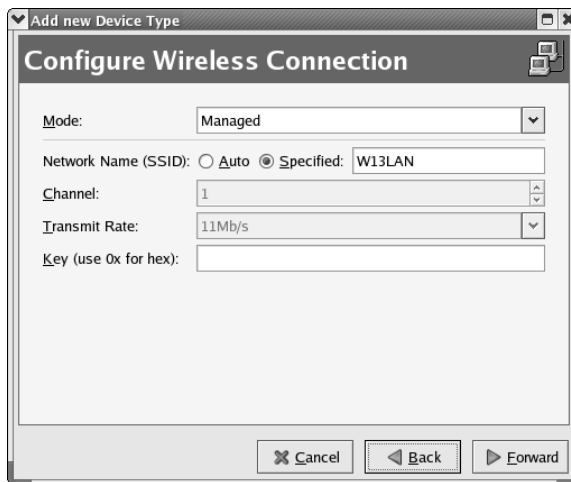 Add new Device Type
Configure Wireless Connection
Mode: Managed
Network Name (SSID): Auto Specified: W13LAN
Channel: 1
Transmit Rate: 11Mb/s
Key (use 0x for hex):
Cancel Back Forward